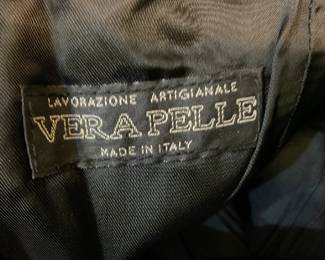 LAVORAZIONE ARTIGIANALE
VERA PELLE
MADE IN ITALY